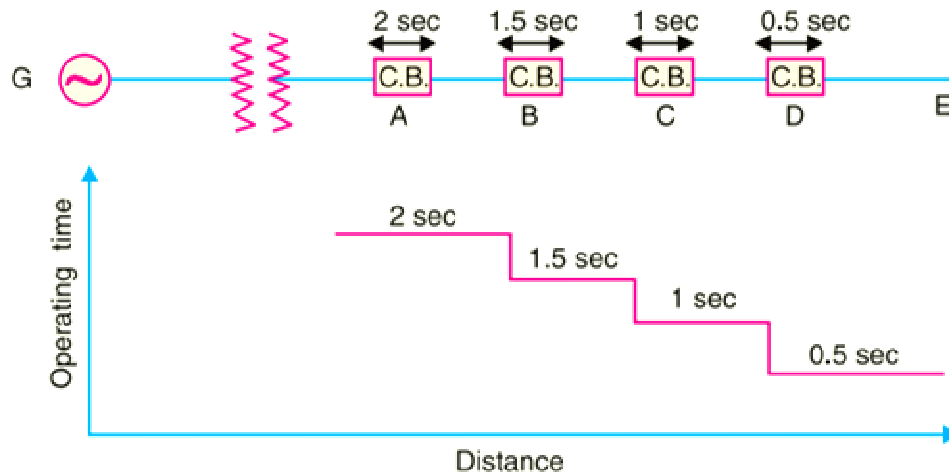 2 sec 1.5 sec 1 sec 0.5 sec
G C.B. C.B. C.B. C.B.
A B C D E
2 sec
1.5 sec
1 sec
0.5 sec
Operating time
Distance